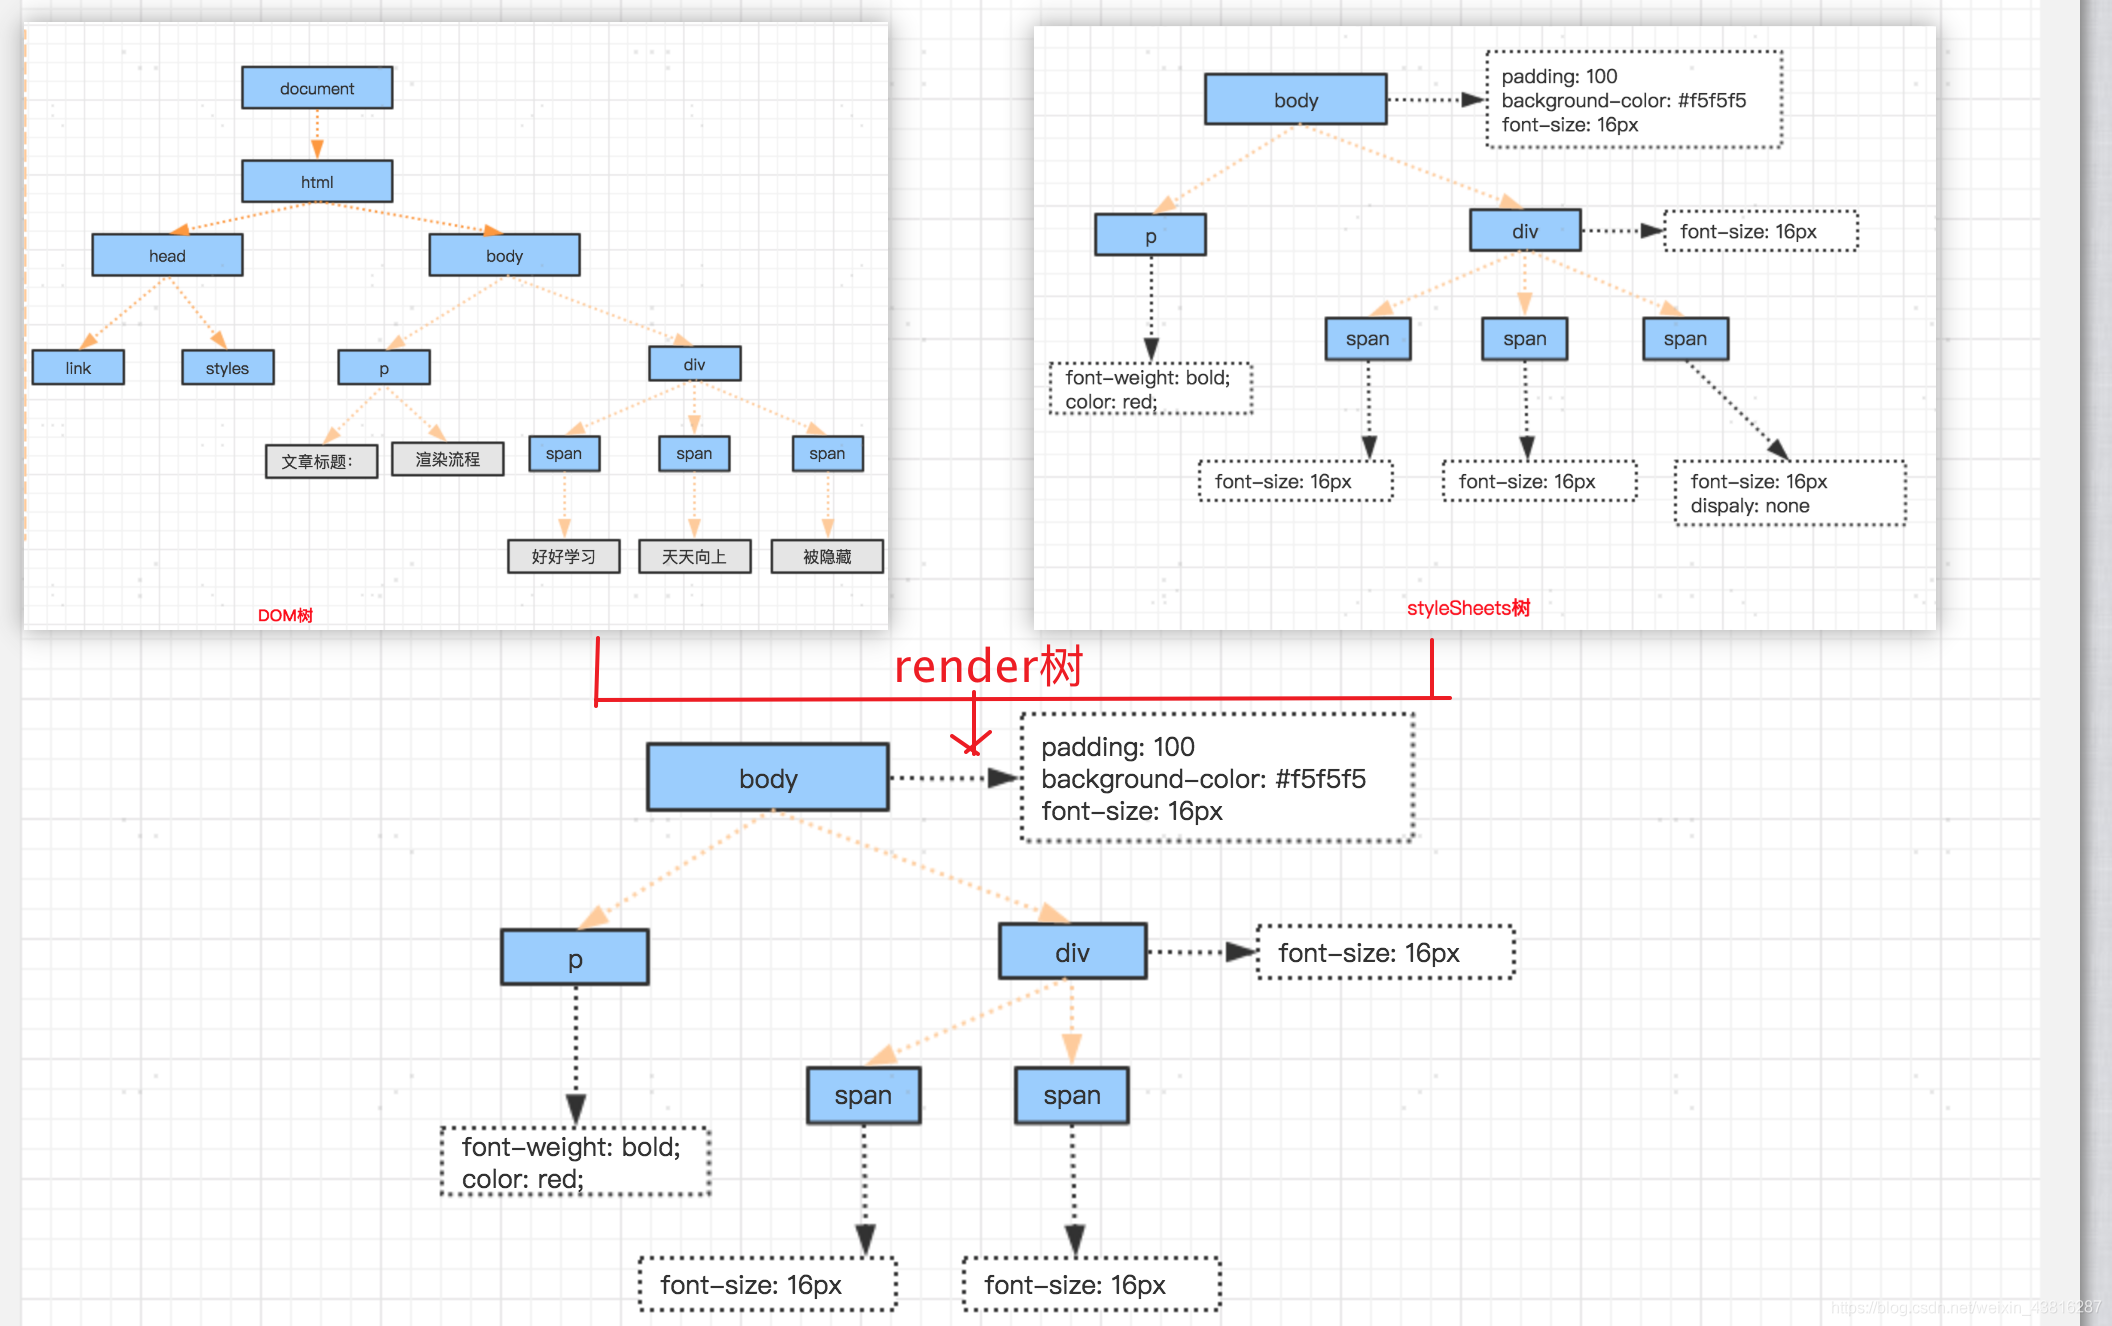 document
html
head
body
link
styles
p
div
文章标题:
渲染流程
span
span
span
好好学习
天天向上
被隐藏
DOM树
body
padding: 100
background-color: #f5f5f5
font-size: 16px
p
div
font-size: 16px
span
span
span
font-weight: bold;
color: red;
font-size: 16px
font-size: 16px
font-size: 16px
dispaly: none
styleSheets树
render树
body
padding: 100
background-color: #f5f5f5
font-size: 16px
p
div
font-size: 16px
span
span
font-weight: bold;
color: red;
font-size: 16px
font-size: 16px
https://blog.csdn.net/weixin_43816287